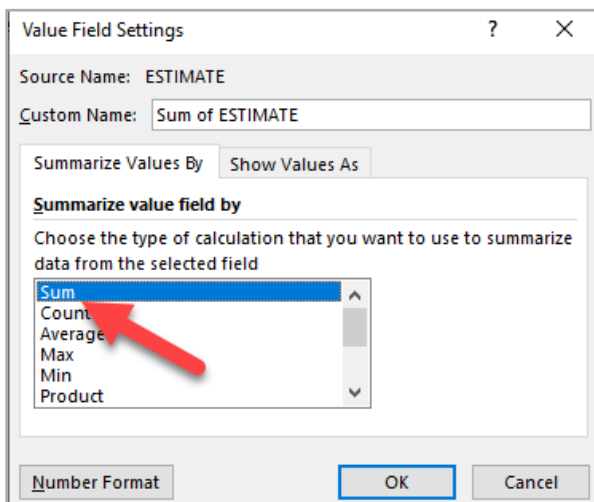 Value Field Settings ?
Source Name: ESTIMATE
Custom Name: Sum of ESTIMATE
Summarize Values By Show Values As
Summarize value field by
Choose the type of calculation that you want to use to summarize
data from the selected field
Sum
Count
Average
Max
Min
Product
Number Format OK Cancel